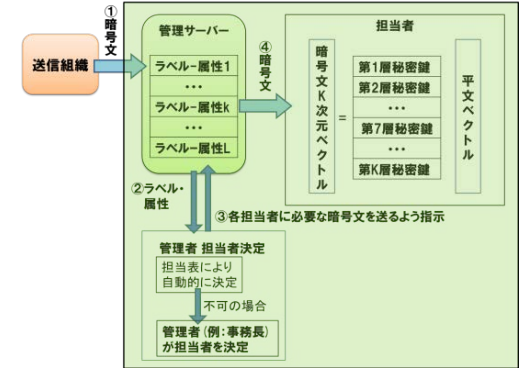 ①暗号文
送信組織
管理サーバー
ラベル-属性1
・・・
ラベル-属性k
・・・
ラベル-属性L
④暗号文
担当者
暗号文K次元ベクトル
=
第1層秘密鍵
第2層秘密鍵
・・・
第7層秘密鍵
・・・
第K層秘密鍵
平文ベクトル
②ラベル・
属性
③各担当者に必要な暗号文を送るよう指示
管理者 担当者決定
担当表により
自動的に決定
不可の場合
管理者(例:事務長)
が担当者を決定